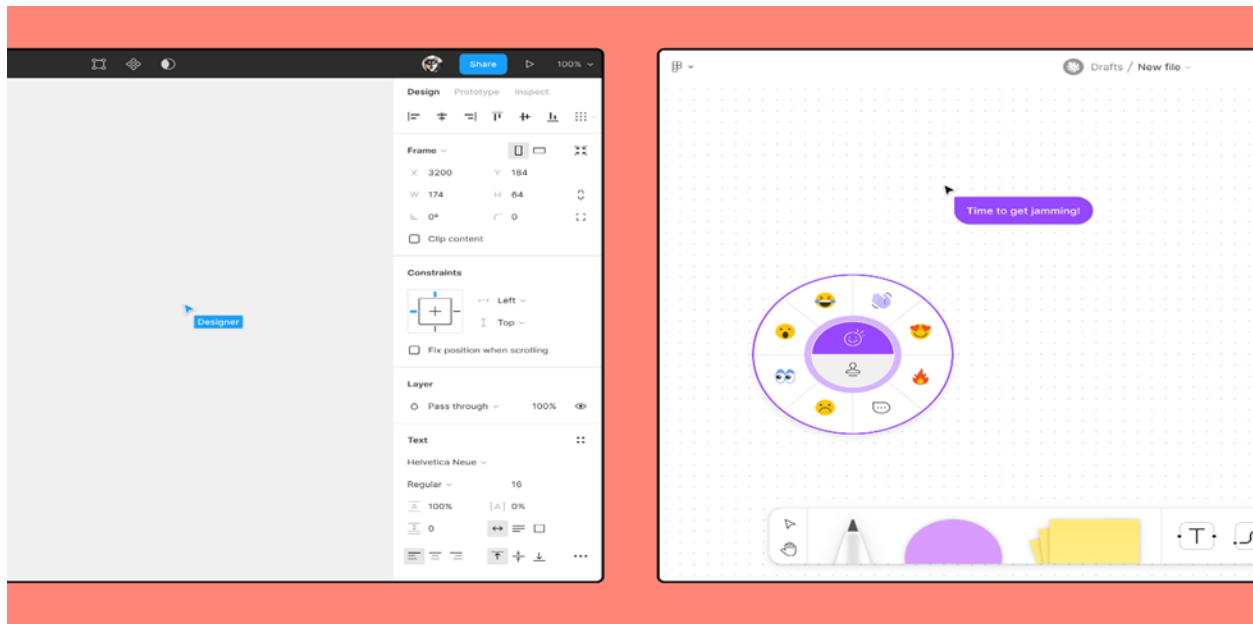 Share
100%
Design Prototype Inspect
Frame
X 3200 Y 184
W 174 H 64
0° 0
Clip content
Constraints
Left
Top
Fix position when scrolling
Layer
Pass through 100%
Text
Helvetica Neue
Regular 16
A 100% |A| 0%
0
Designer
Drafts / New file
Time to get jamming!
T